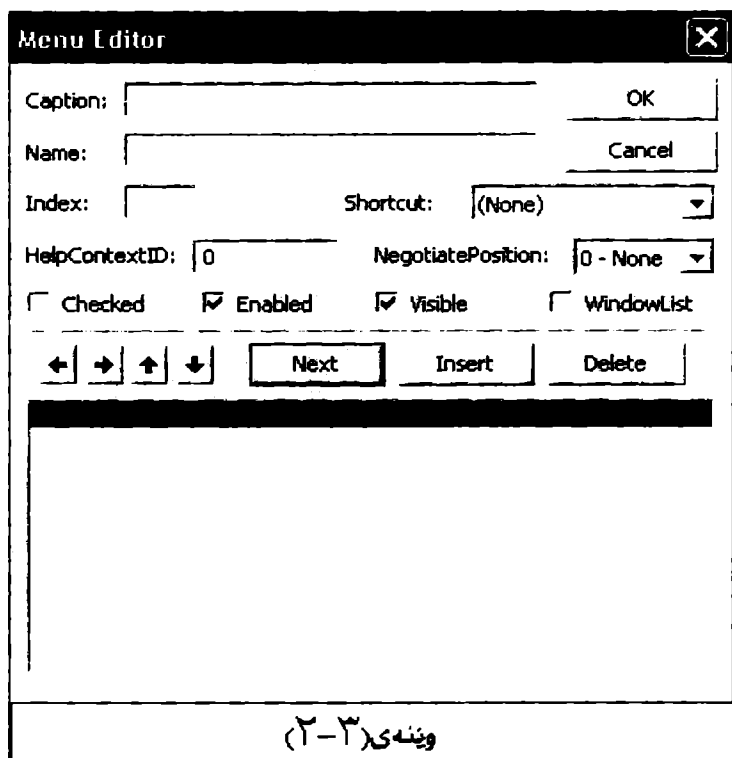 Menu Editor
Caption: OK
Name: Cancel
Index: Shortcut: (None)
HelpContextID: 0 NegotiatePosition: 0 - None
Checked Enabled Visible WindowList
Next Insert Delete
وێنەی(٣-٢)